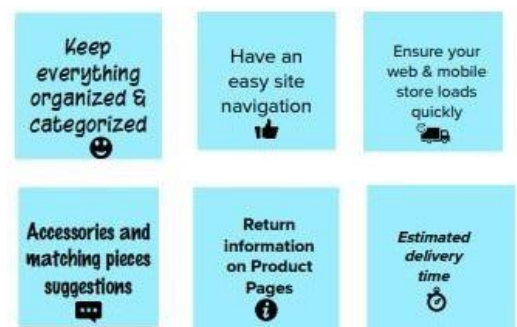 Keep
everything
organized &
categorized
Have an
easy site
navigation
Ensure your
web & mobile
store loads
quickly
Accessories and
matching pieces
suggestions
Return
information
on Product
Pages
Estimated
delivery
time